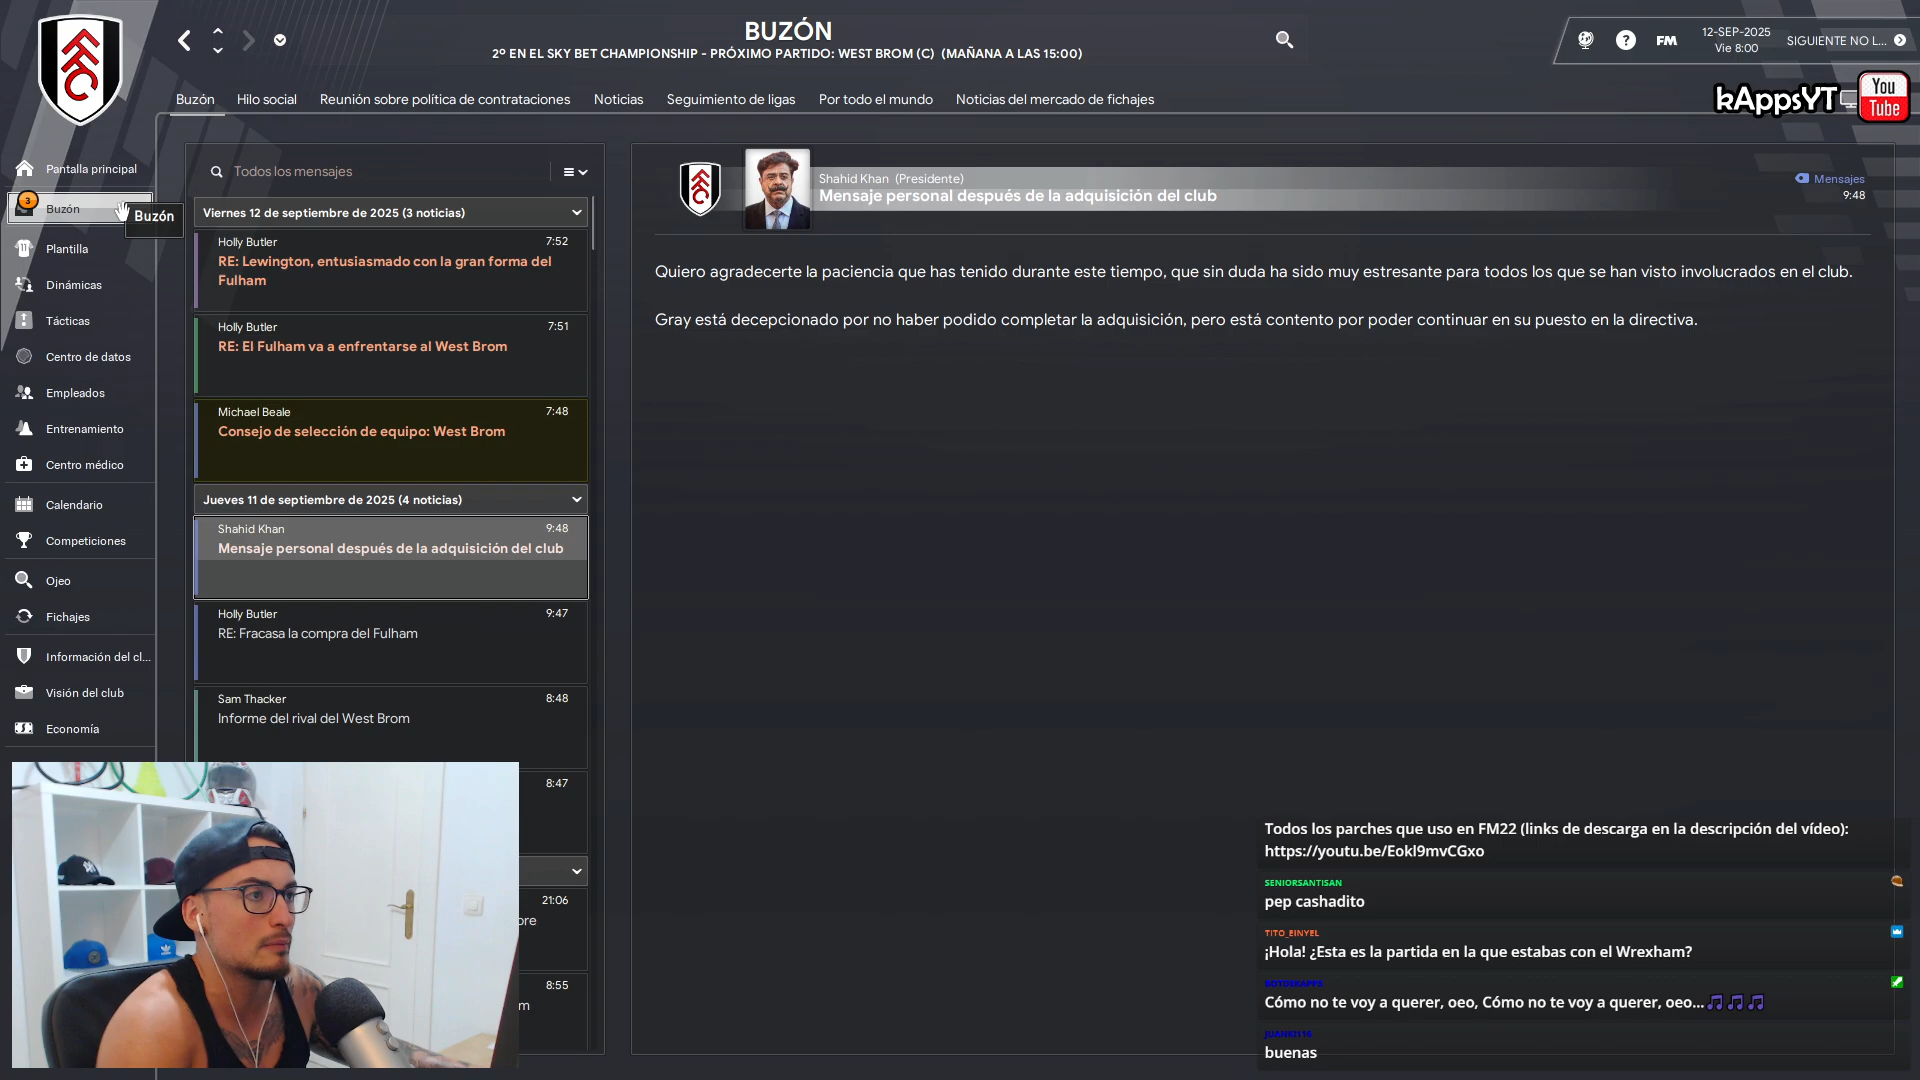 BUZÓN
2º EN EL SKY BET CHAMPIONSHIP - PRÓXIMO PARTIDO: WEST BROM (C) (MAÑANA A LAS 15:00)
FM
12-SEP-2025
Vie 8:00
SIGUIENTE NO L...
Buzón
Hilo social
Reunión sobre política de contrataciones
Noticias
Seguimiento de ligas
Por todo el mundo
Noticias del mercado de fichajes
kAppsYT
You
Tube
Pantalla principal
3
Buzón
Buzón
Plantilla
Dinámicas
Tácticas
Centro de datos
Empleados
Entrenamiento
Centro médico
Calendario
Competiciones
Ojeo
Fichajes
Información del cl...
Visión del club
Economía
Todos los mensajes
Viernes 12 de septiembre de 2025 (3 noticias)
Holly Butler 7:52
RE: Lewington, entusiasmado con la gran forma del
Fulham
Holly Butler 7:51
RE: El Fulham va a enfrentarse al West Brom
Michael Beale 7:48
Consejo de selección de equipo: West Brom
Jueves 11 de septiembre de 2025 (4 noticias)
Shahid Khan 9:48
Mensaje personal después de la adquisición del club
Holly Butler 9:47
RE: Fracasa la compra del Fulham
Sam Thacker 8:48
Informe del rival del West Brom
8:47
21:06
bre
8:55
m
Shahid Khan (Presidente)
Mensaje personal después de la adquisición del club
Mensajes
9:48
Quiero agradecerte la paciencia que has tenido durante este tiempo, que sin duda ha sido muy estresante para todos los que se han visto involucrados en el club.
Gray está decepcionado por no haber podido completar la adquisición, pero está contento por poder continuar en su puesto en la directiva.
Todos los parches que uso en FM22 (links de descarga en la descripción del vídeo):
https://youtu.be/EokI9mvCGxo
SENIORSANTISAN
pep cashadito
TITO_EINYEL
¡Hola! ¿Esta es la partida en la que estabas con el Wrexham?
Cómo no te voy a querer, oeo, Cómo no te voy a querer, oeo...🎵🎵🎵
buenas